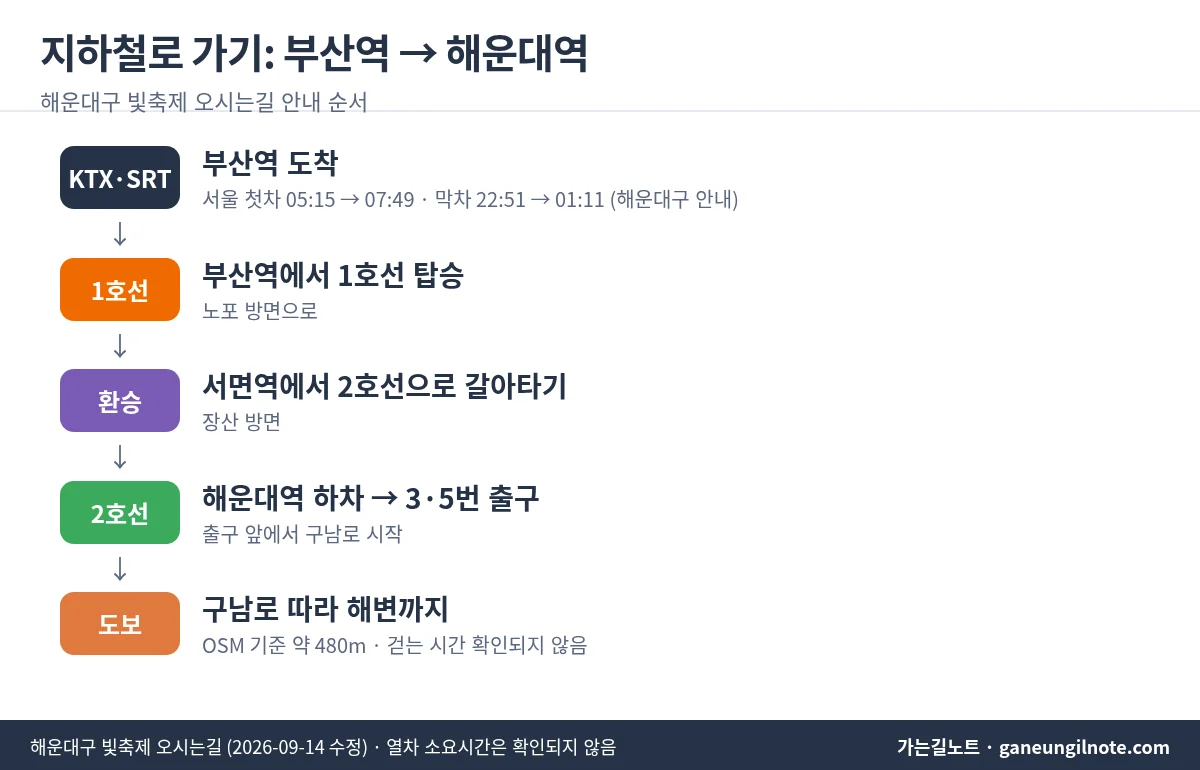 지하철로 가기: 부산역 → 해운대역
해운대구 빛축제 오시는길 안내 순서
KTX·SRT
부산역 도착
서울 첫차 05:15 → 07:49 · 막차 22:51 → 01:11 (해운대구 안내)
↓
1호선
부산역에서 1호선 탑승
노포 방면으로
↓
환승
서면역에서 2호선으로 갈아타기
장산 방면
↓
2호선
해운대역 하차 → 3·5번 출구
출구 앞에서 구남로 시작
↓
도보
구남로 따라 해변까지
OSM 기준 약 480m · 걷는 시간 확인되지 않음
해운대구 빛축제 오시는길 (2026-09-14 수정) · 열차 소요시간은 확인되지 않음
가는길노트 · ganeungilnote.com